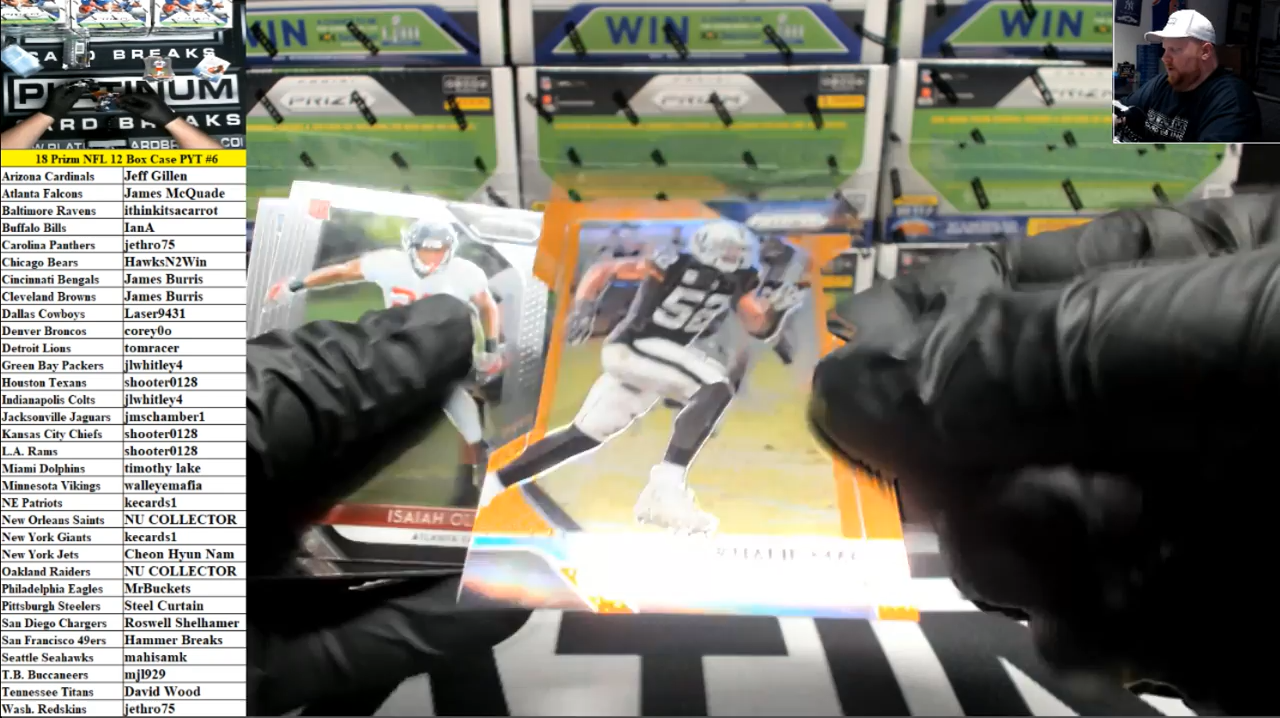 CARD BREAKS
PLATINUM
CARD BREAKS
18 Prizm NFL 12 Box Case PYT #6
Arizona Cardinals Jeff Gillen
Atlanta Falcons James McQuade
Baltimore Ravens ithinkitsacarrot
Buffalo Bills IanA
Carolina Panthers jethro75
Chicago Bears HawksN2Win
Cincinnati Bengals James Burris
Cleveland Browns James Burris
Dallas Cowboys Laser9431
Denver Broncos corey0o
Detroit Lions tomracer
Green Bay Packers jlwhitley4
Houston Texans shooter0128
Indianapolis Colts jlwhitley4
Jacksonville Jaguars jmschamber1
Kansas City Chiefs shooter0128
L.A. Rams shooter0128
Miami Dolphins timothy lake
Minnesota Vikings walleyemafia
NE Patriots kecards1
New Orleans Saints NU COLLECTOR
New York Giants kecards1
New York Jets Cheon Hyun Nam
Oakland Raiders NU COLLECTOR
Philadelphia Eagles MrBuckets
Pittsburgh Steelers Steel Curtain
San Diego Chargers Roswell Shelhamer
San Francisco 49ers Hammer Breaks
Seattle Seahawks mahisamk
T.B. Buccaneers mjl929
Tennessee Titans David Wood
Wash. Redskins jethro75
WIN WIN WIN
PRIZM PRIZM PRIZM
52
ISAIAH
ATLANTA